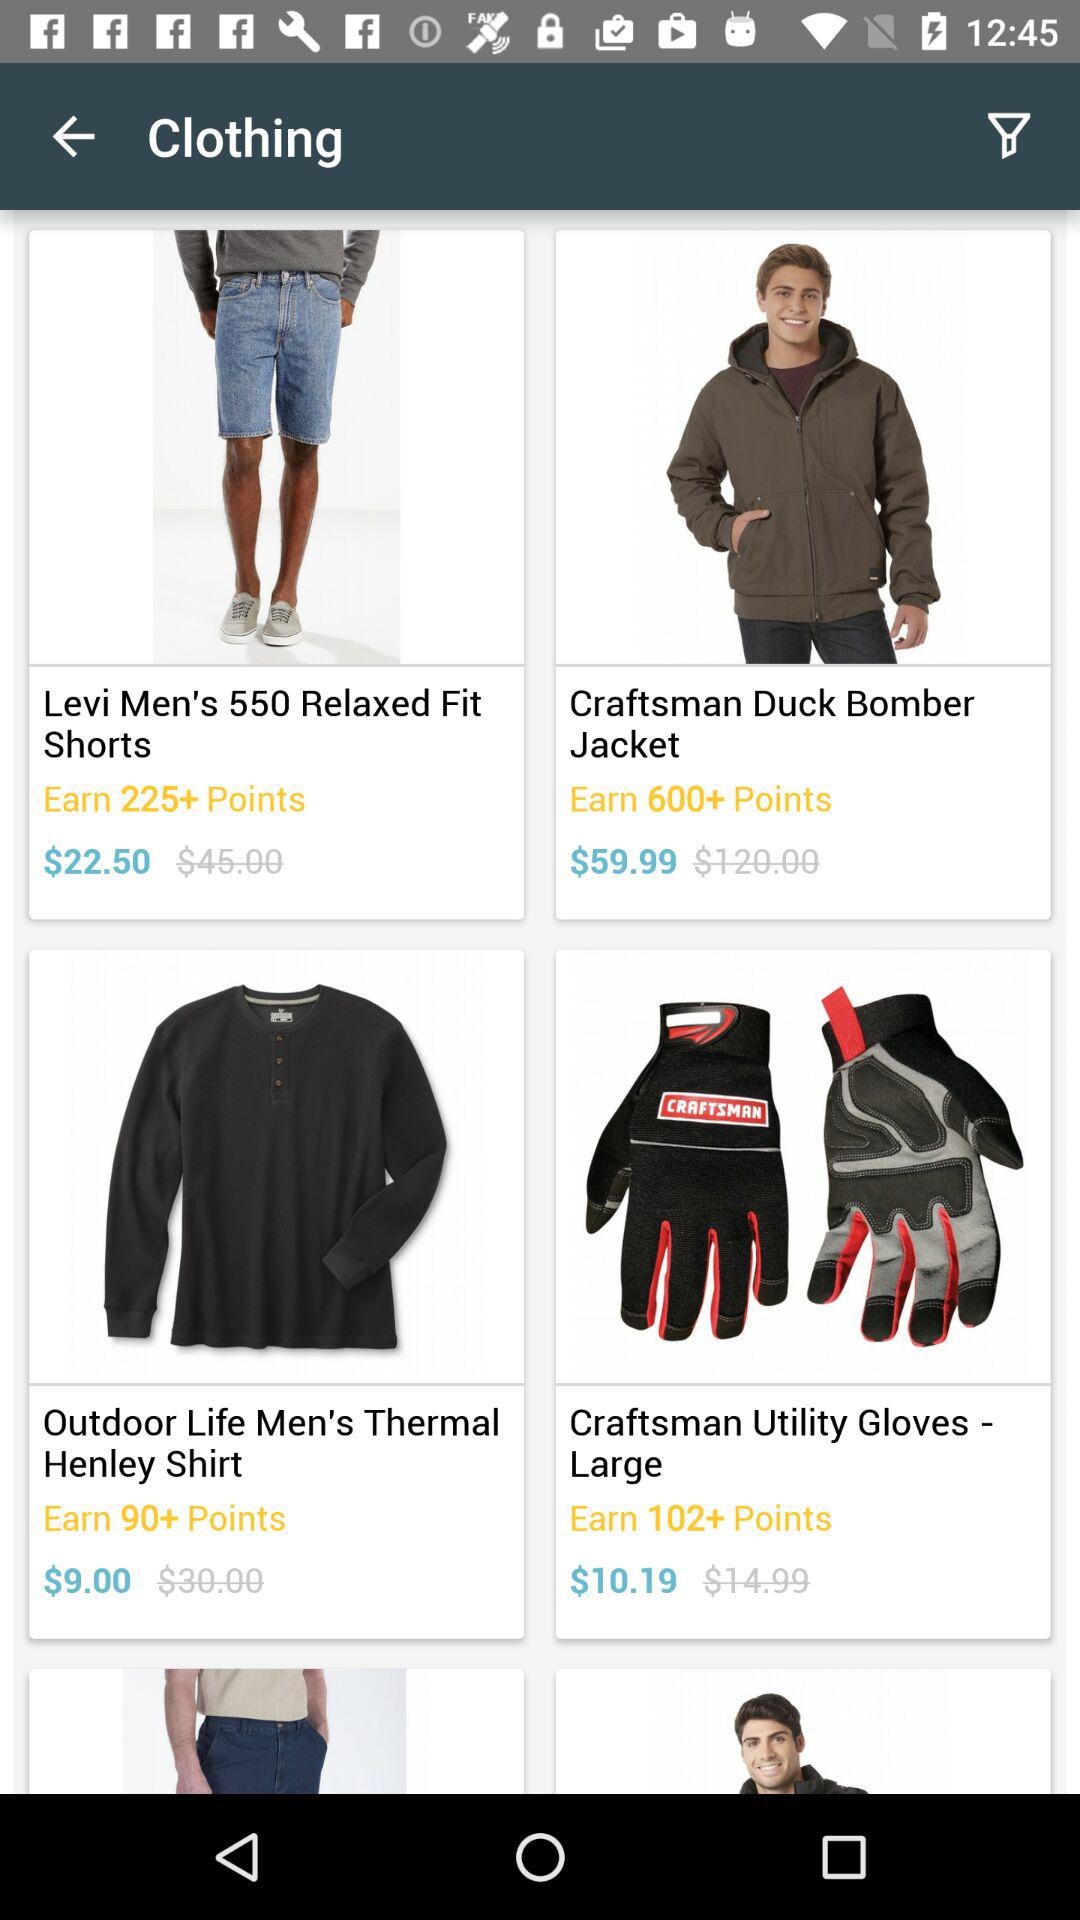 FAKE
12:45
Clothing
Levi Men's 550 Relaxed Fit
Shorts
Earn 225+ Points
$22.50 $45.00
Craftsman Duck Bomber
Jacket
Earn 600+ Points
$59.99 $120.00
CRAFTSMAN
Outdoor Life Men's Thermal
Henley Shirt
Earn 90+ Points
$9.00 $30.00
Craftsman Utility Gloves -
Large
Earn 102+ Points
$10.19 $14.99